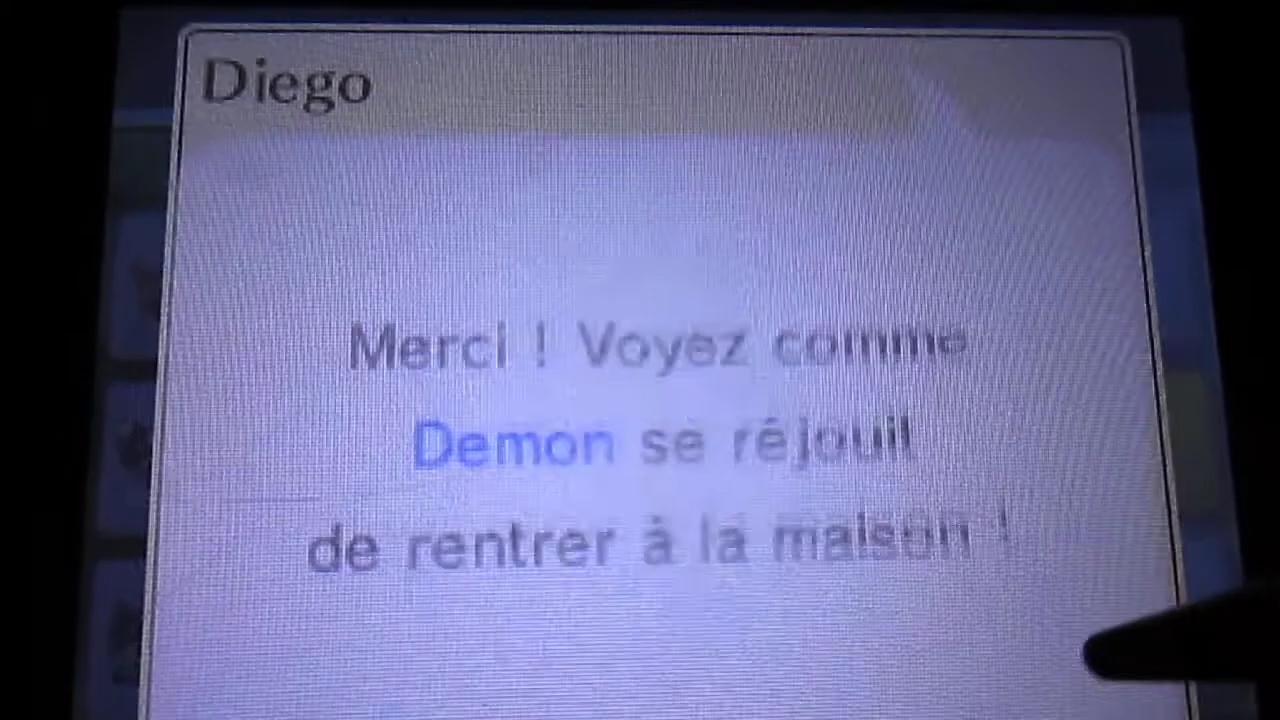 Diego
Merci ! Voyez comme
Demon se réjouit
de rentrer à la maison !